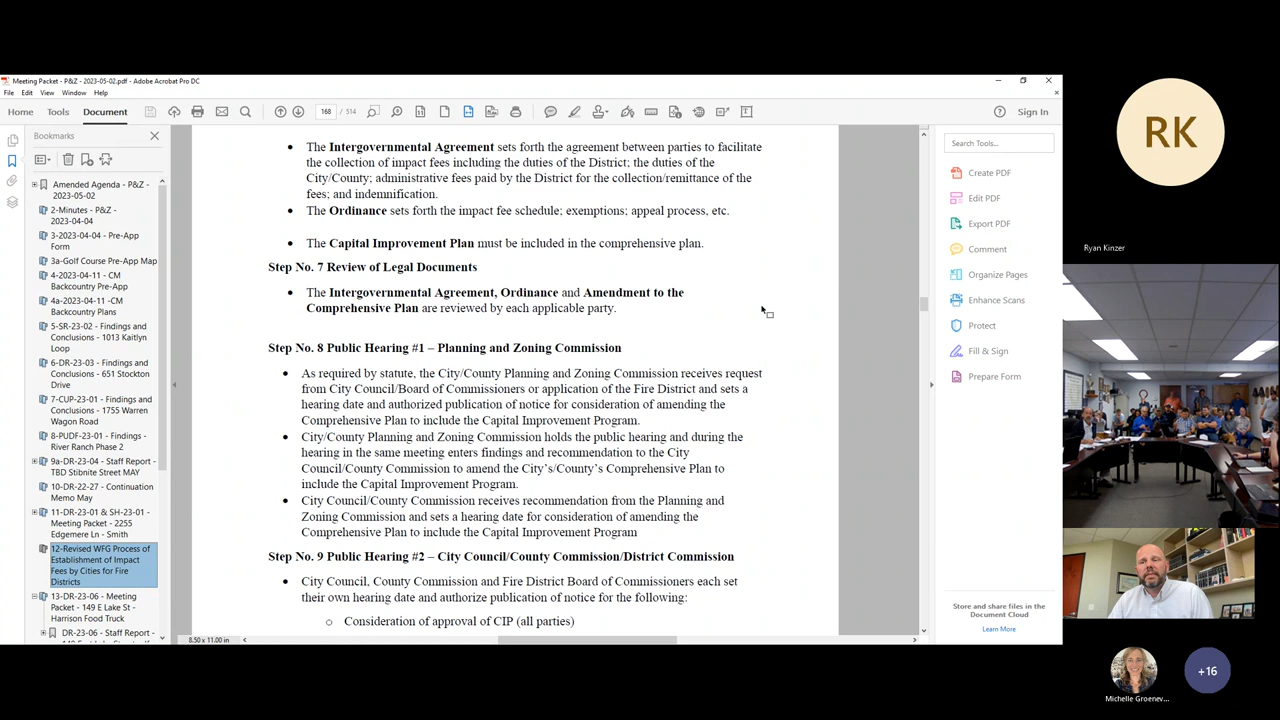 Meeting Packet - P&Z - 2023-05-02.pdf - Adobe Acrobat Pro DC
File Edit View Window Help
Home Tools Document 168 / 514 Sign In
Bookmarks
Amended Agenda - P&Z -
2023-05-02
2-Minutes - P&Z -
2023-04-04
3-2023-04-04 - Pre-App
Form
3a-Golf Course Pre-App Map
4-2023-04-11 - CM
Backcountry Pre-App
4a-2023-04-11 -CM
Backcountry Plans
5-SR-23-02 - Findings and
Conclusions - 1013 Kaitlyn
Loop
6-DR-23-03 - Findings and
Conclusions - 651 Stockton
Drive
7-CUP-23-01 - Findings and
Conclusions - 1755 Warren
Wagon Road
8-PUDF-23-01 - Findings -
River Ranch Phase 2
9a-DR-23-04 - Staff Report -
TBD Stibnite Street MAY
10-DR-22-27 - Continuation
Memo May
11-DR-23-01 & SH-23-01 -
Meeting Packet - 2255
Edgemere Ln - Smith
12-Revised WFG Process of
Establishment of Impact
Fees by Cities for Fire
Districts
13-DR-23-06 - Meeting
Packet - 149 E Lake St -
Harrison Food Truck
DR-23-06 - Staff Report -
• The Intergovernmental Agreement sets forth the agreement between parties to facilitate
the collection of impact fees including the duties of the District; the duties of the
City/County; administrative fees paid by the District for the collection/remittance of the
fees; and indemnification.
• The Ordinance sets forth the impact fee schedule; exemptions; appeal process, etc.
• The Capital Improvement Plan must be included in the comprehensive plan.
Step No. 7 Review of Legal Documents
• The Intergovernmental Agreement, Ordinance and Amendment to the
Comprehensive Plan are reviewed by each applicable party.
Step No. 8 Public Hearing #1 – Planning and Zoning Commission
• As required by statute, the City/County Planning and Zoning Commission receives request
from City Council/Board of Commissioners or application of the Fire District and sets a
hearing date and authorized publication of notice for consideration of amending the
Comprehensive Plan to include the Capital Improvement Program.
• City/County Planning and Zoning Commission holds the public hearing and during the
hearing in the same meeting enters findings and recommendation to the City
Council/County Commission to amend the City's/County's Comprehensive Plan to
include the Capital Improvement Program.
• City Council/County Commission receives recommendation from the Planning and
Zoning Commission and sets a hearing date for consideration of amending the
Comprehensive Plan to include the Capital Improvement Program
Step No. 9 Public Hearing #2 – City Council/County Commission/District Commission
• City Council, County Commission and Fire District Board of Commissioners each set
their own hearing date and authorize publication of notice for the following:
o Consideration of approval of CIP (all parties)
8.50 x 11.00 in
Search Tools...
Create PDF
Edit PDF
Export PDF
Comment
Organize Pages
Enhance Scans
Protect
Fill & Sign
Prepare Form
Store and share files in the
Document Cloud
Learn More
RK
Ryan Kinzer
Michelle Groenev...
+16